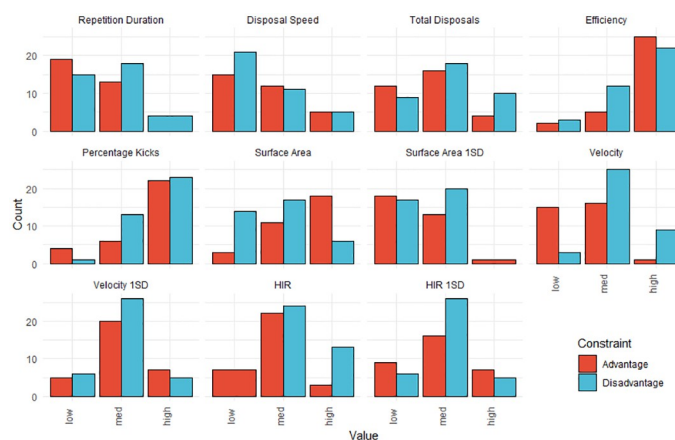 Repetition Duration Disposal Speed Total Disposals Efficiency
20
10
0
Percentage Kicks Surface Area Surface Area 1SD Velocity
Count
20
10
0
low med high
Velocity 1SD HIR HIR 1SD
20
10
0
low med high low med high low med high
Value
Constraint
Advantage
Disadvantage